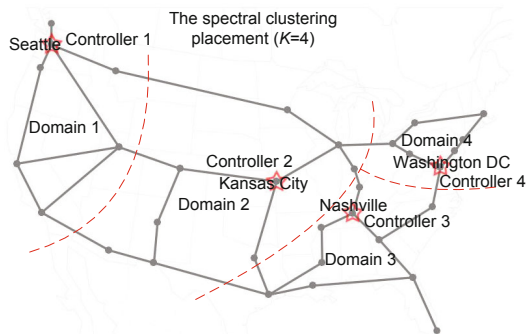 The spectral clustering
placement (K=4)
Seattle
Controller 1
Domain 1
Controller 2
Kansas City
Domain 2
Domain 4
Washington DC
Controller 4
Nashville
Controller 3
Domain 3